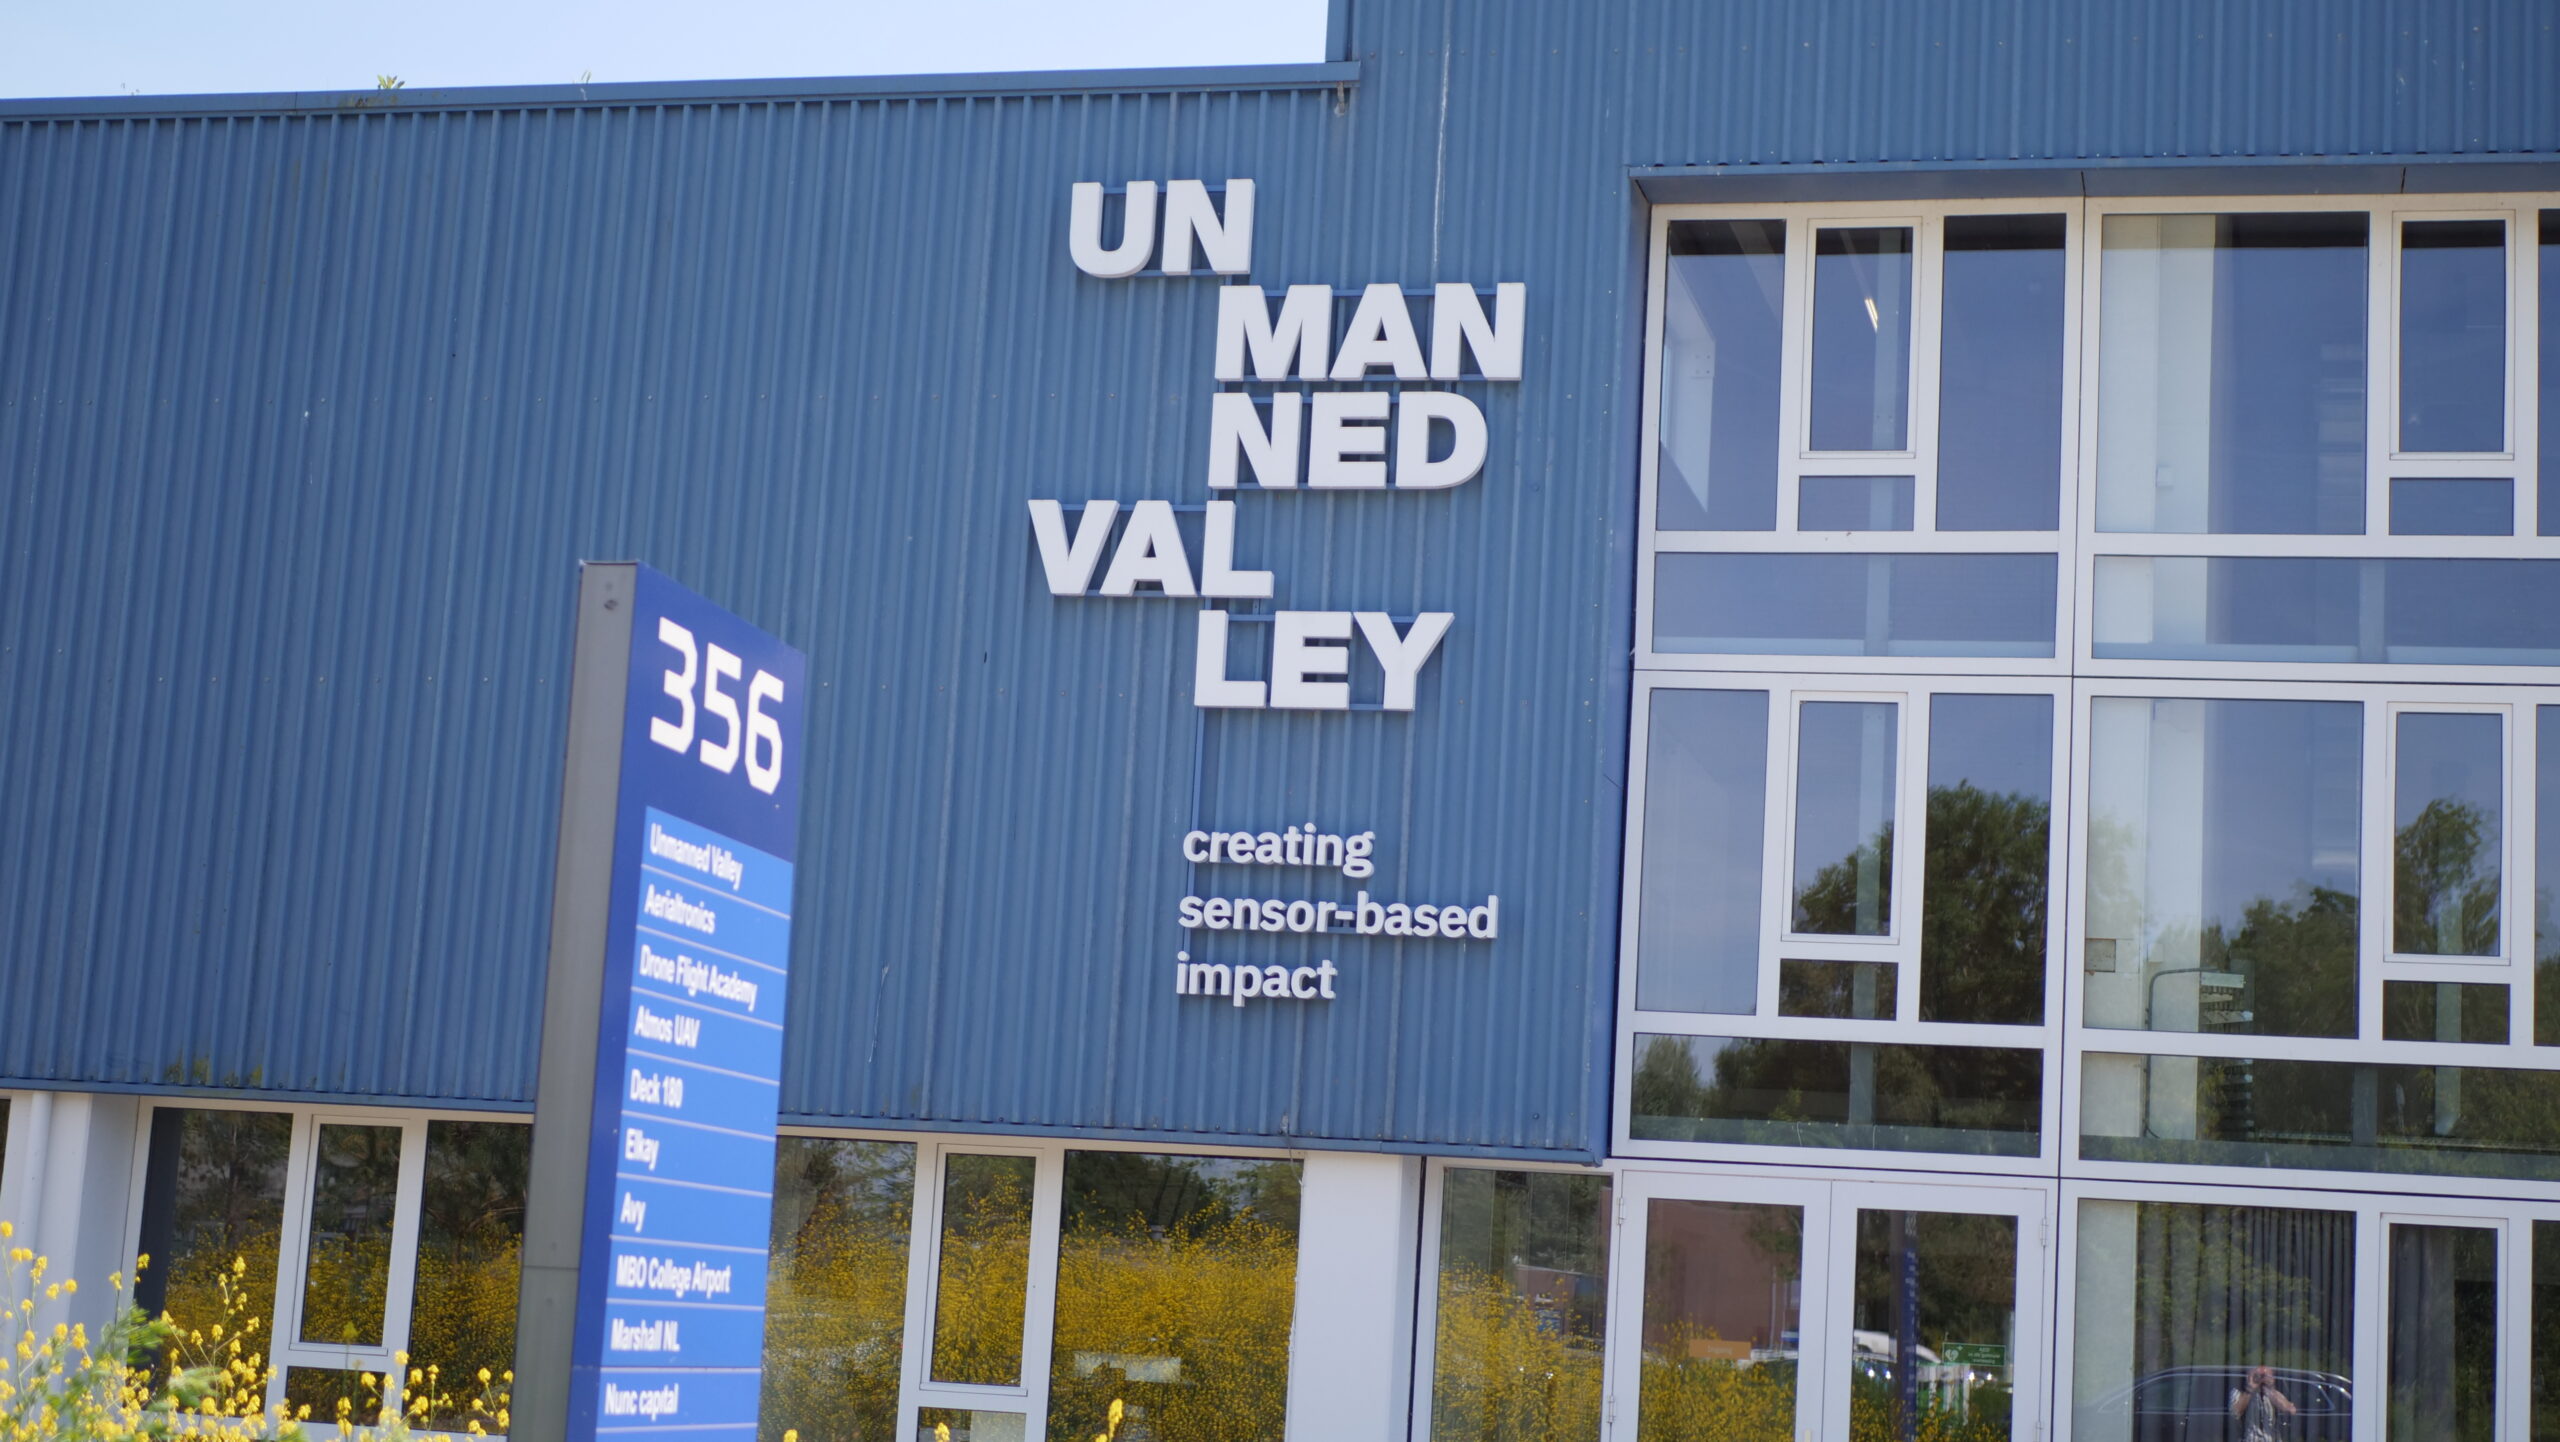 UN
MAN
NED
VAL
LEY
creating
sensor-based
impact
356
Unmanned Valley
Aerialtronics
Drone Flight Academy
Atmos UAV
Deck 180
Elkay
Avy
MBO College Airport
Marshall NL
Nunc capital